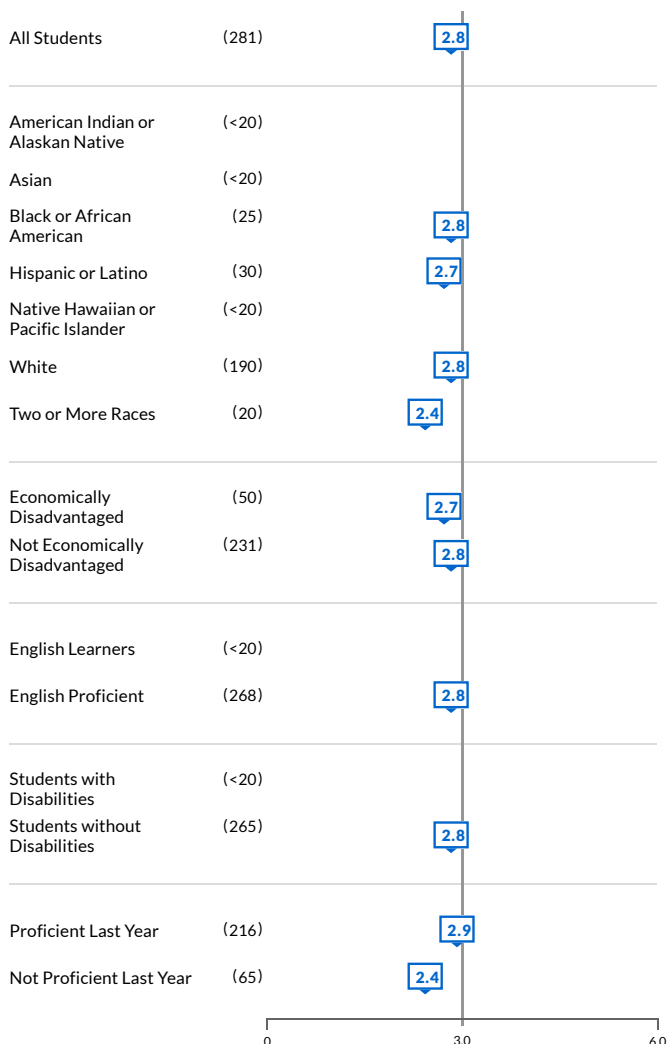 All Students (281) 2.8
American Indian or (<20)
Alaskan Native
Asian (<20)
Black or African (25) 2.8
American
Hispanic or Latino (30) 2.7
Native Hawaiian or (<20)
Pacific Islander
White (190) 2.8
Two or More Races (20) 2.4
Economically (50) 2.7
Disadvantaged
Not Economically (231) 2.8
Disadvantaged
English Learners (<20)
English Proficient (268) 2.8
Students with (<20)
Disabilities
Students without (265) 2.8
Disabilities
Proficient Last Year (216) 2.9
Not Proficient Last Year (65) 2.4
0 3.0 6.0